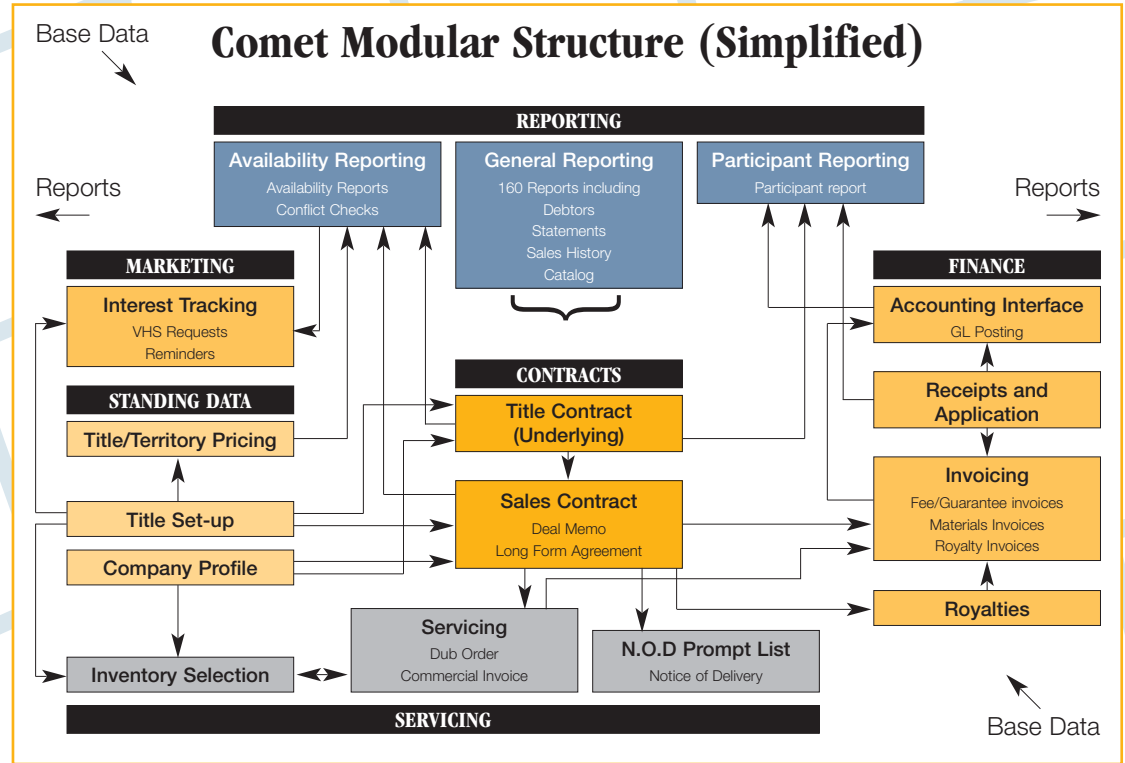 Base Data
Comet Modular Structure (Simplified)
REPORTING
Availability Reporting
Availability Reports
Conflict Checks
General Reporting
160 Reports including
Debtors
Statements
Sales History
Catalog
Participant Reporting
Participant report
Reports
Reports
MARKETING
Interest Tracking
VHS Requests
Reminders
STANDING DATA
Title/Territory Pricing
Title Set-up
Company Profile
CONTRACTS
Title Contract
(Underlying)
Sales Contract
Deal Memo
Long Form Agreement
FINANCE
Accounting Interface
GL Posting
Receipts and
Application
Invoicing
Fee/Guarantee invoices
Materials Invoices
Royalty Invoices
Royalties
Inventory Selection
Servicing
Dub Order
Commercial Invoice
N.O.D Prompt List
Notice of Delivery
SERVICING
Base Data